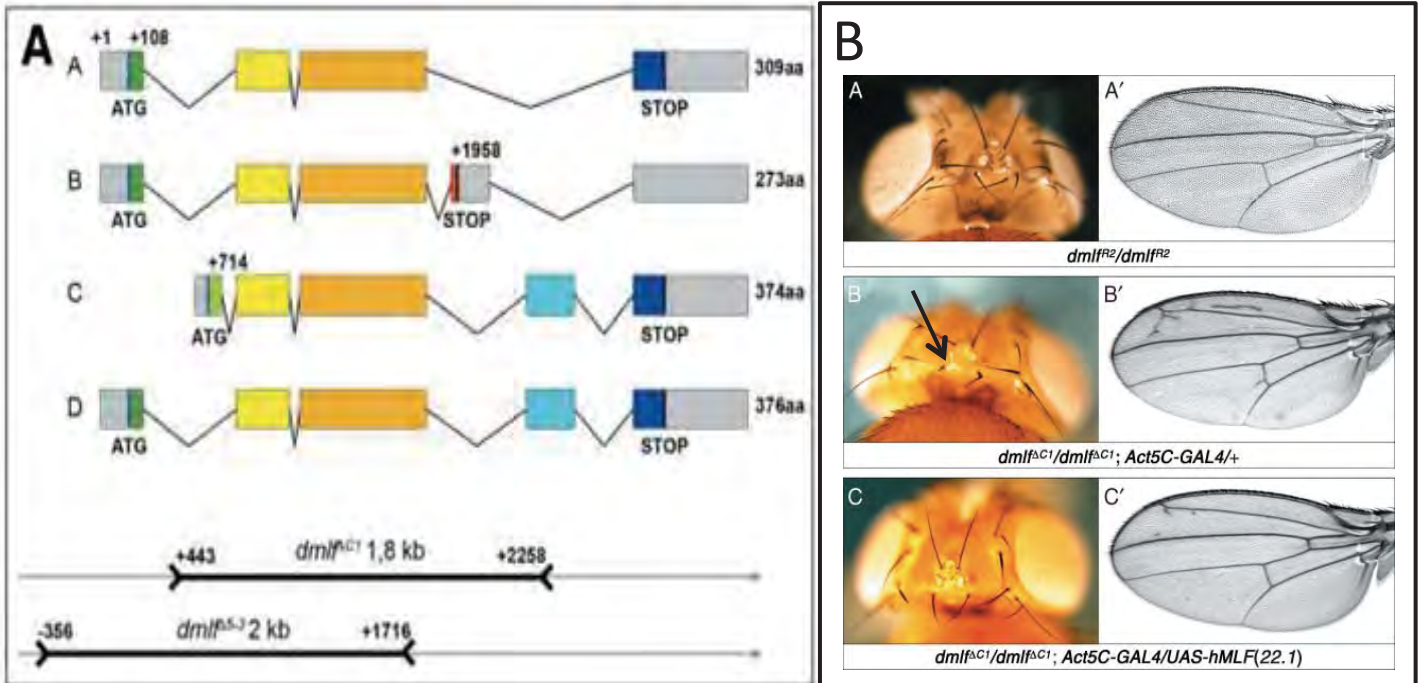 A
+1 +108
A
309aa
ATG
STOP
+1958
B
273aa
ATG
STOP
+714
C
374aa
ATG
STOP
D
376aa
ATG
STOP
+443 dmlfΔC1 1,8 kb +2258
-356 dmlfΔ5-3 2 kb +1716
B
A A′
dmlfR2/dmlfR2
B B′
dmlfΔC1/dmlfΔC1; Act5C-GAL4/+
C C′
dmlfΔC1/dmlfΔC1; Act5C-GAL4/UAS-hMLF(22.1)